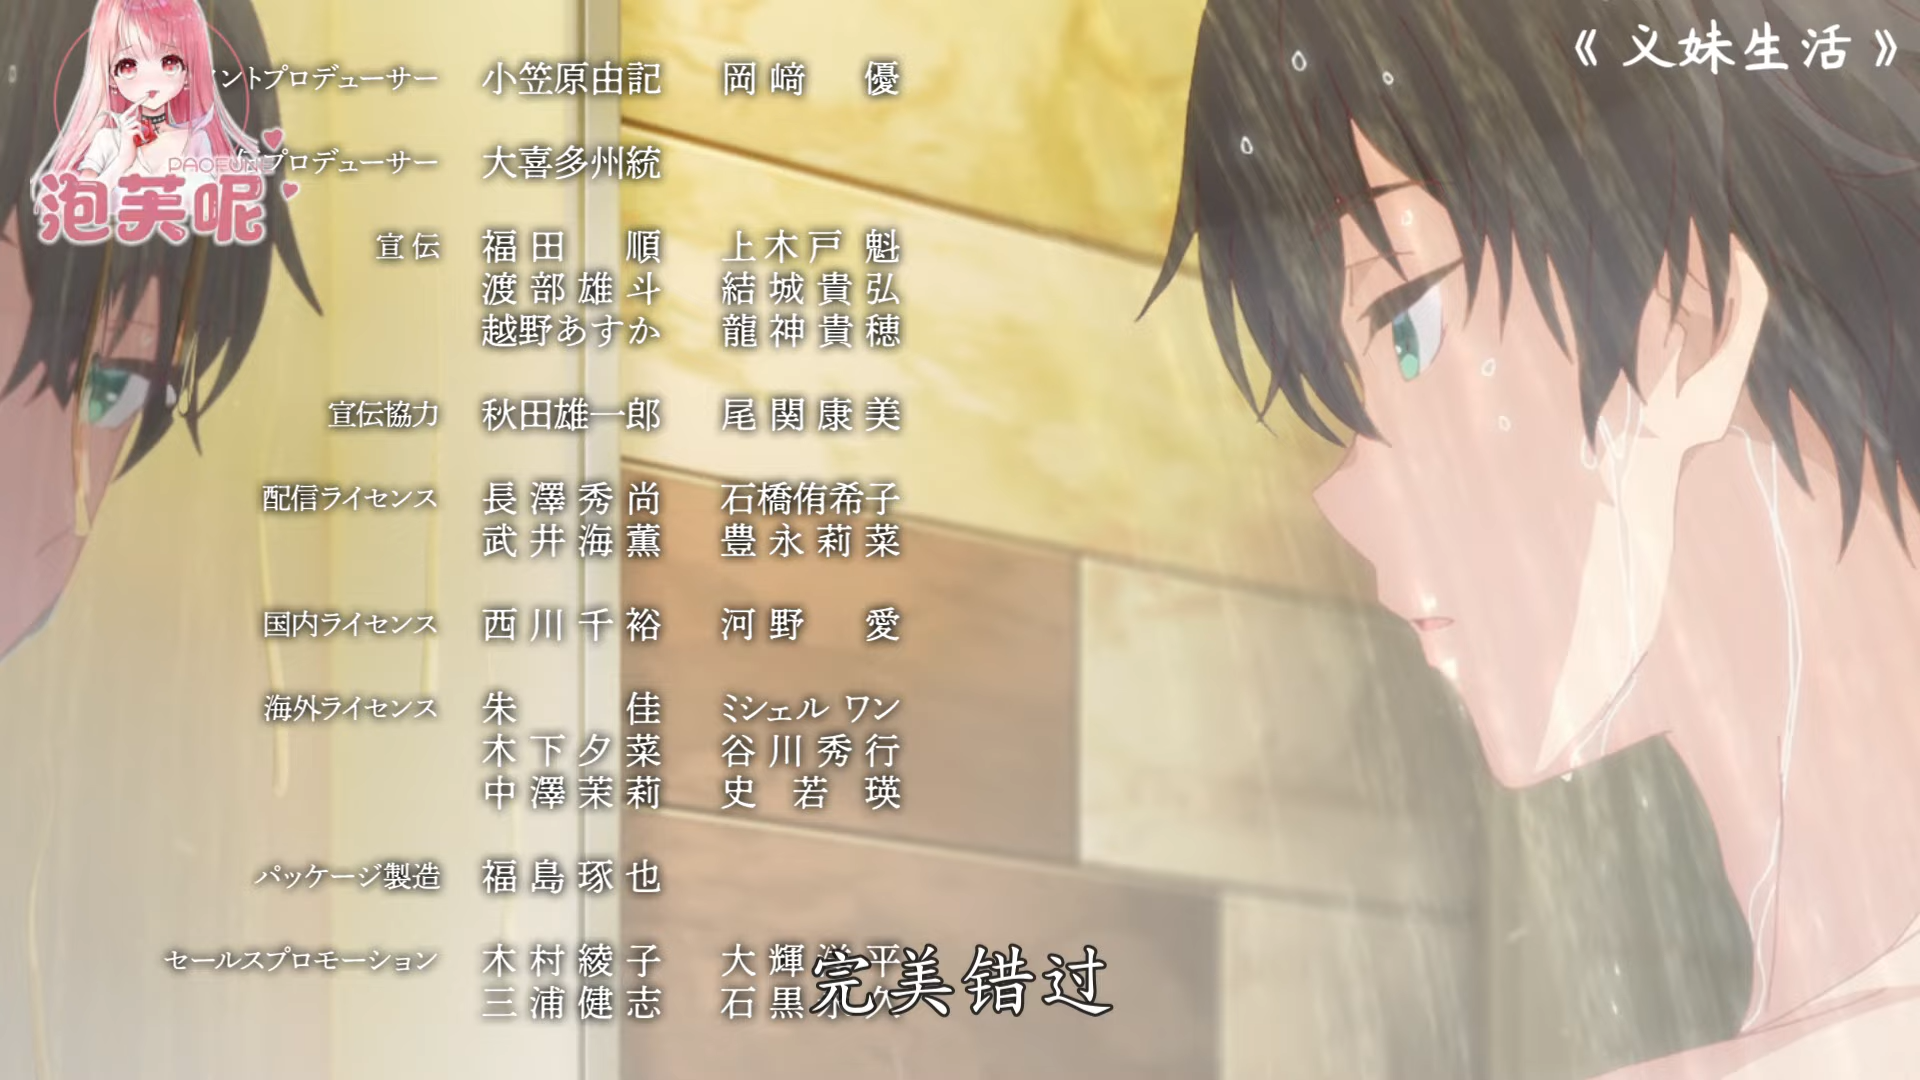 《义妹生活》
ントプロデューサー 小笠原由記 岡﨑 優
PAOFUNE
プロデューサー 大喜多州統
泡芙呢
宣伝 福田 順 上木戸 魁
渡部雄斗 結城貴弘
越野あすか 龍神貴穂
宣伝協力 秋田雄一郎 尾関康美
配信ライセンス 長澤秀尚 石橋侑希子
武井海薫 豊永莉菜
国内ライセンス 西川千裕 河野 愛
海外ライセンス 朱 佳 ミシェル ワン
木下夕菜 谷川秀行
中澤茉莉 史 若 瑛
パッケージ製造 福島琢也
セールスプロモーション 木村綾子 大輝 平
三浦健志 石黒 久
完美错过